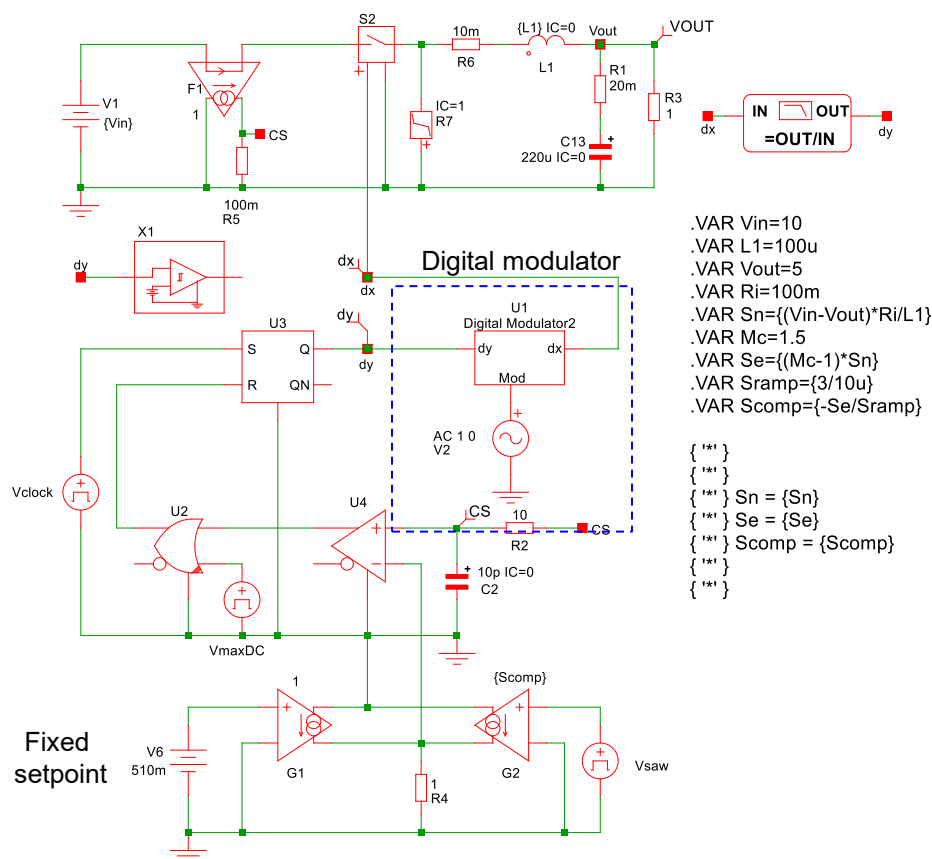 S2
10m
R6
{L1} IC=0
L1
Vout
VOUT
F1
1
V1
{Vin}
CS
100m
R5
IC=1
R7
R1
20m
R3
1
C13
220u IC=0
+
+
+
IN
OUT
=OUT/IN
dx
dy
X1
dy
dx
dx
Digital modulator
.VAR Vin=10
.VAR L1=100u
.VAR Vout=5
.VAR Ri=100m
.VAR Sn={(Vin-Vout)*Ri/L1}
.VAR Mc=1.5
.VAR Se={(Mc-1)*Sn}
.VAR Sramp={3/10u}
.VAR Scomp={-Se/Sramp}
{ '*' }
{ '*' }
{ '*' } Sn = {Sn}
{ '*' } Se = {Se}
{ '*' } Scomp = {Scomp}
{ '*' }
{ '*' }
U3
S
Q
R
QN
dy
dy
U1
Digital Modulator2
dy
dx
Mod
+
AC 1 0
V2
Vclock
U2
U4
+
−
CS
10
R2
CS
+
10p IC=0
C2
VmaxDC
1
+
G1
{Scomp}
+
G2
Fixed
setpoint
V6
510m
1
R4
Vsaw